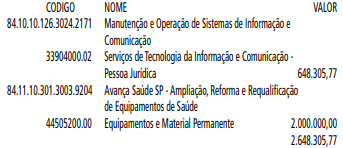 CODIGO NOME VALOR
84.10.10.126.3024.2171 Manutenção e Operação de Sistemas de Informação e
Comunicação
33904000.02 Serviços de Tecnologia da Informação e Comunicação -
Pessoa Jurídica 648.305,77
84.11.10.301.3003.9204 Avança Saúde SP - Ampliação, Reforma e Requalificação
de Equipamentos de Saúde
44505200.00 Equipamentos e Material Permanente 2.000.000,00
2.648.305,77